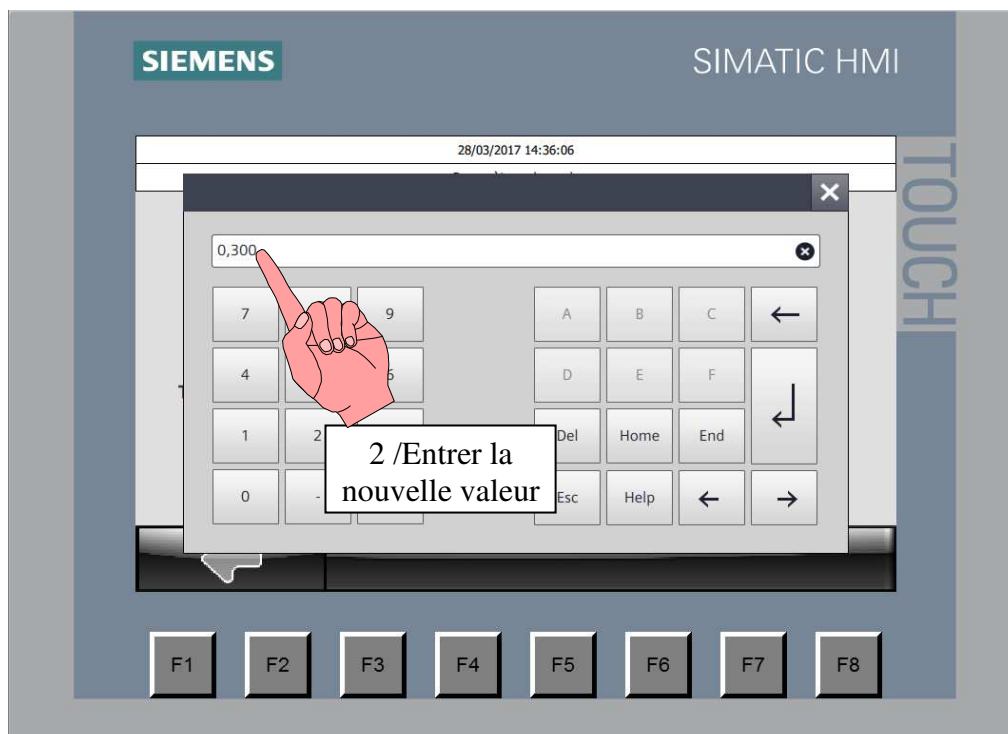 SIEMENS
SIMATIC HMI
TOUCH
28/03/2017 14:36:06
0,300
7 9 A B C
4 6 D E F
1 2 Del Home End
0 - Esc Help
2 /Entrer la
nouvelle valeur
F1 F2 F3 F4 F5 F6 F7 F8